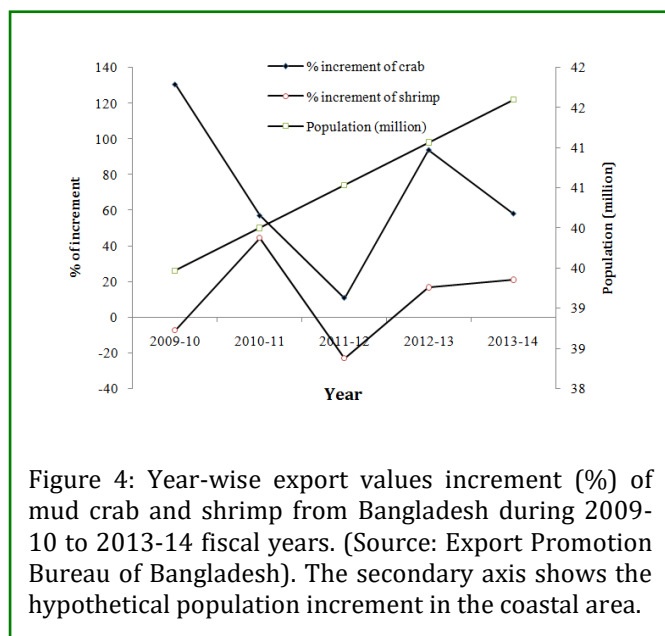 140
120
100
80
60
40
20
0
-20
-40
% of increment
% increment of crab
% increment of shrimp
Population (million)
42
42
41
41
40
40
39
39
38
Population (million)
2009-10 2010-11 2011-12 2012-13 2013-14
Year
Figure 4: Year-wise export values increment (%) of
mud crab and shrimp from Bangladesh during 2009-
10 to 2013-14 fiscal years. (Source: Export Promotion
Bureau of Bangladesh). The secondary axis shows the
hypothetical population increment in the coastal area.